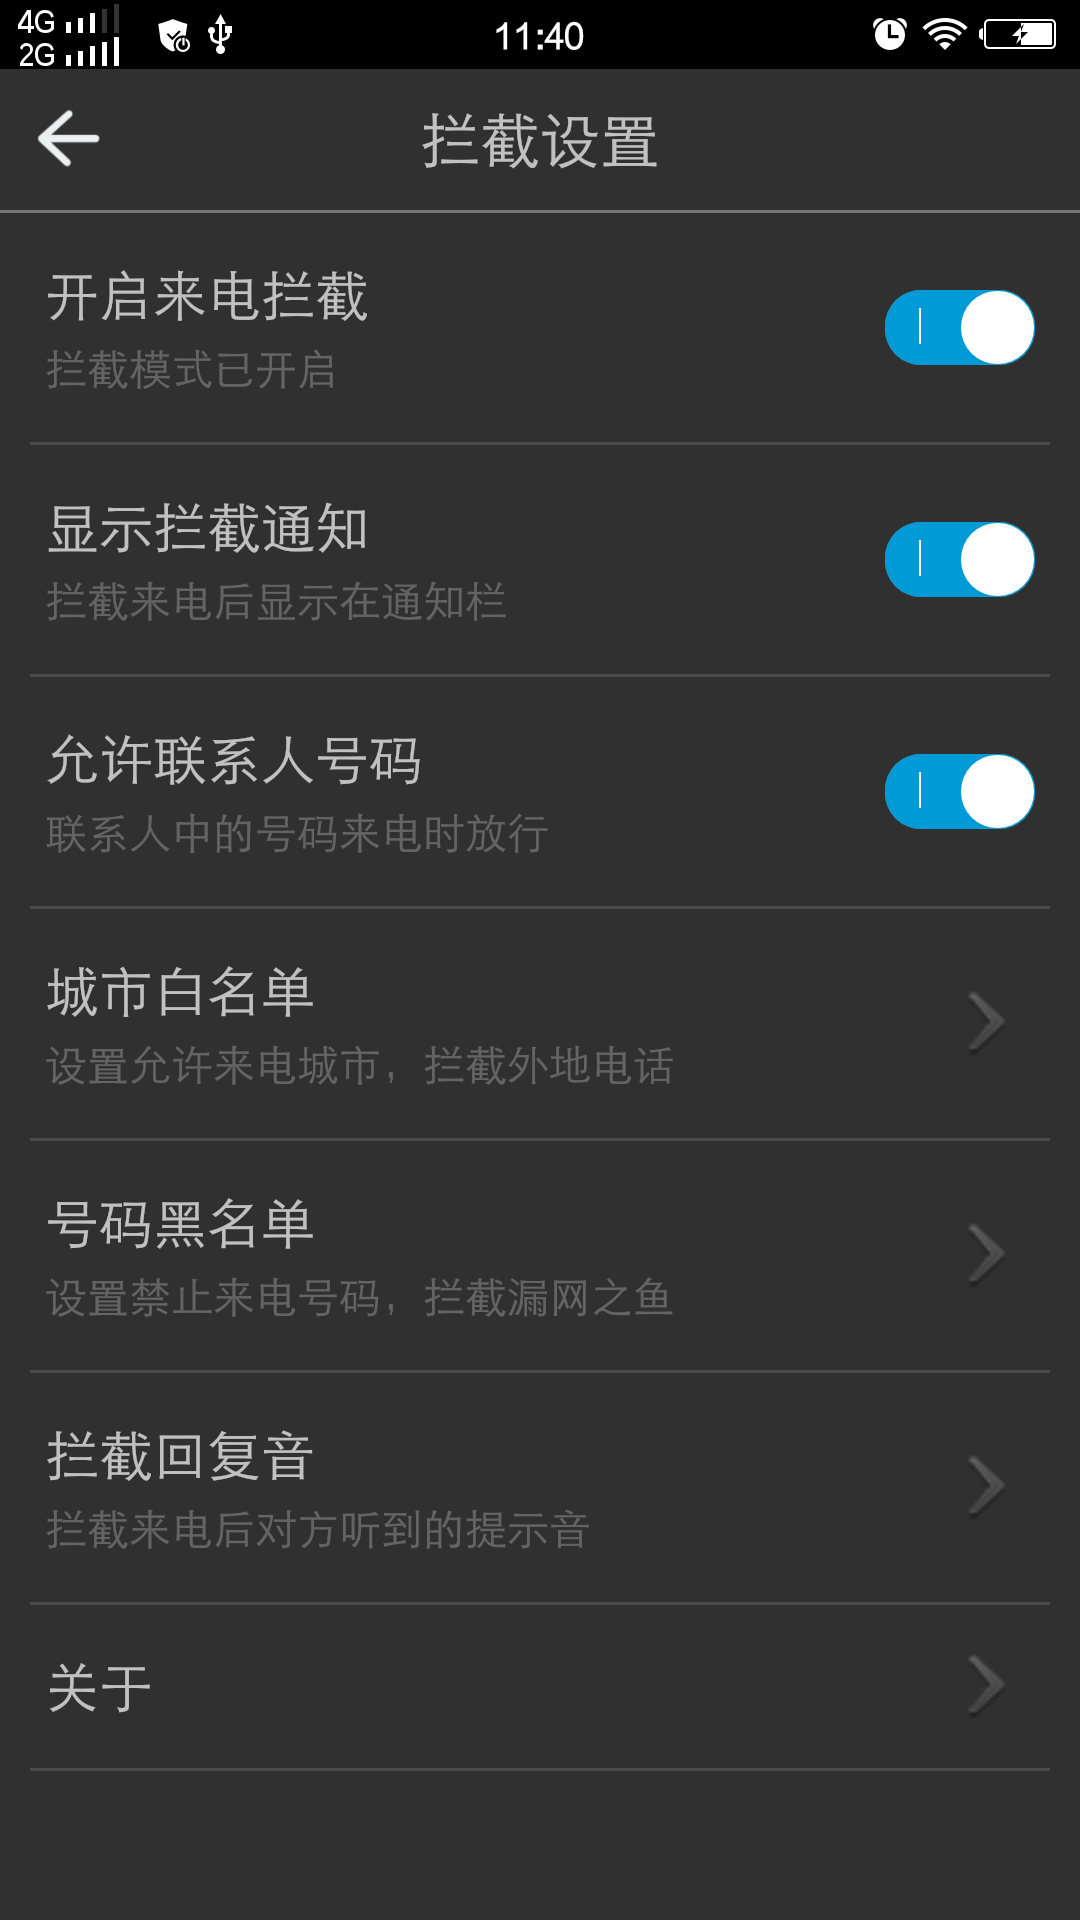 4G
2G
11:40
拦截设置
开启来电拦截
拦截模式已开启
显示拦截通知
拦截来电后显示在通知栏
允许联系人号码
联系人中的号码来电时放行
城市白名单
设置允许来电城市，拦截外地电话
号码黑名单
设置禁止来电号码，拦截漏网之鱼
拦截回复音
拦截来电后对方听到的提示音
关于